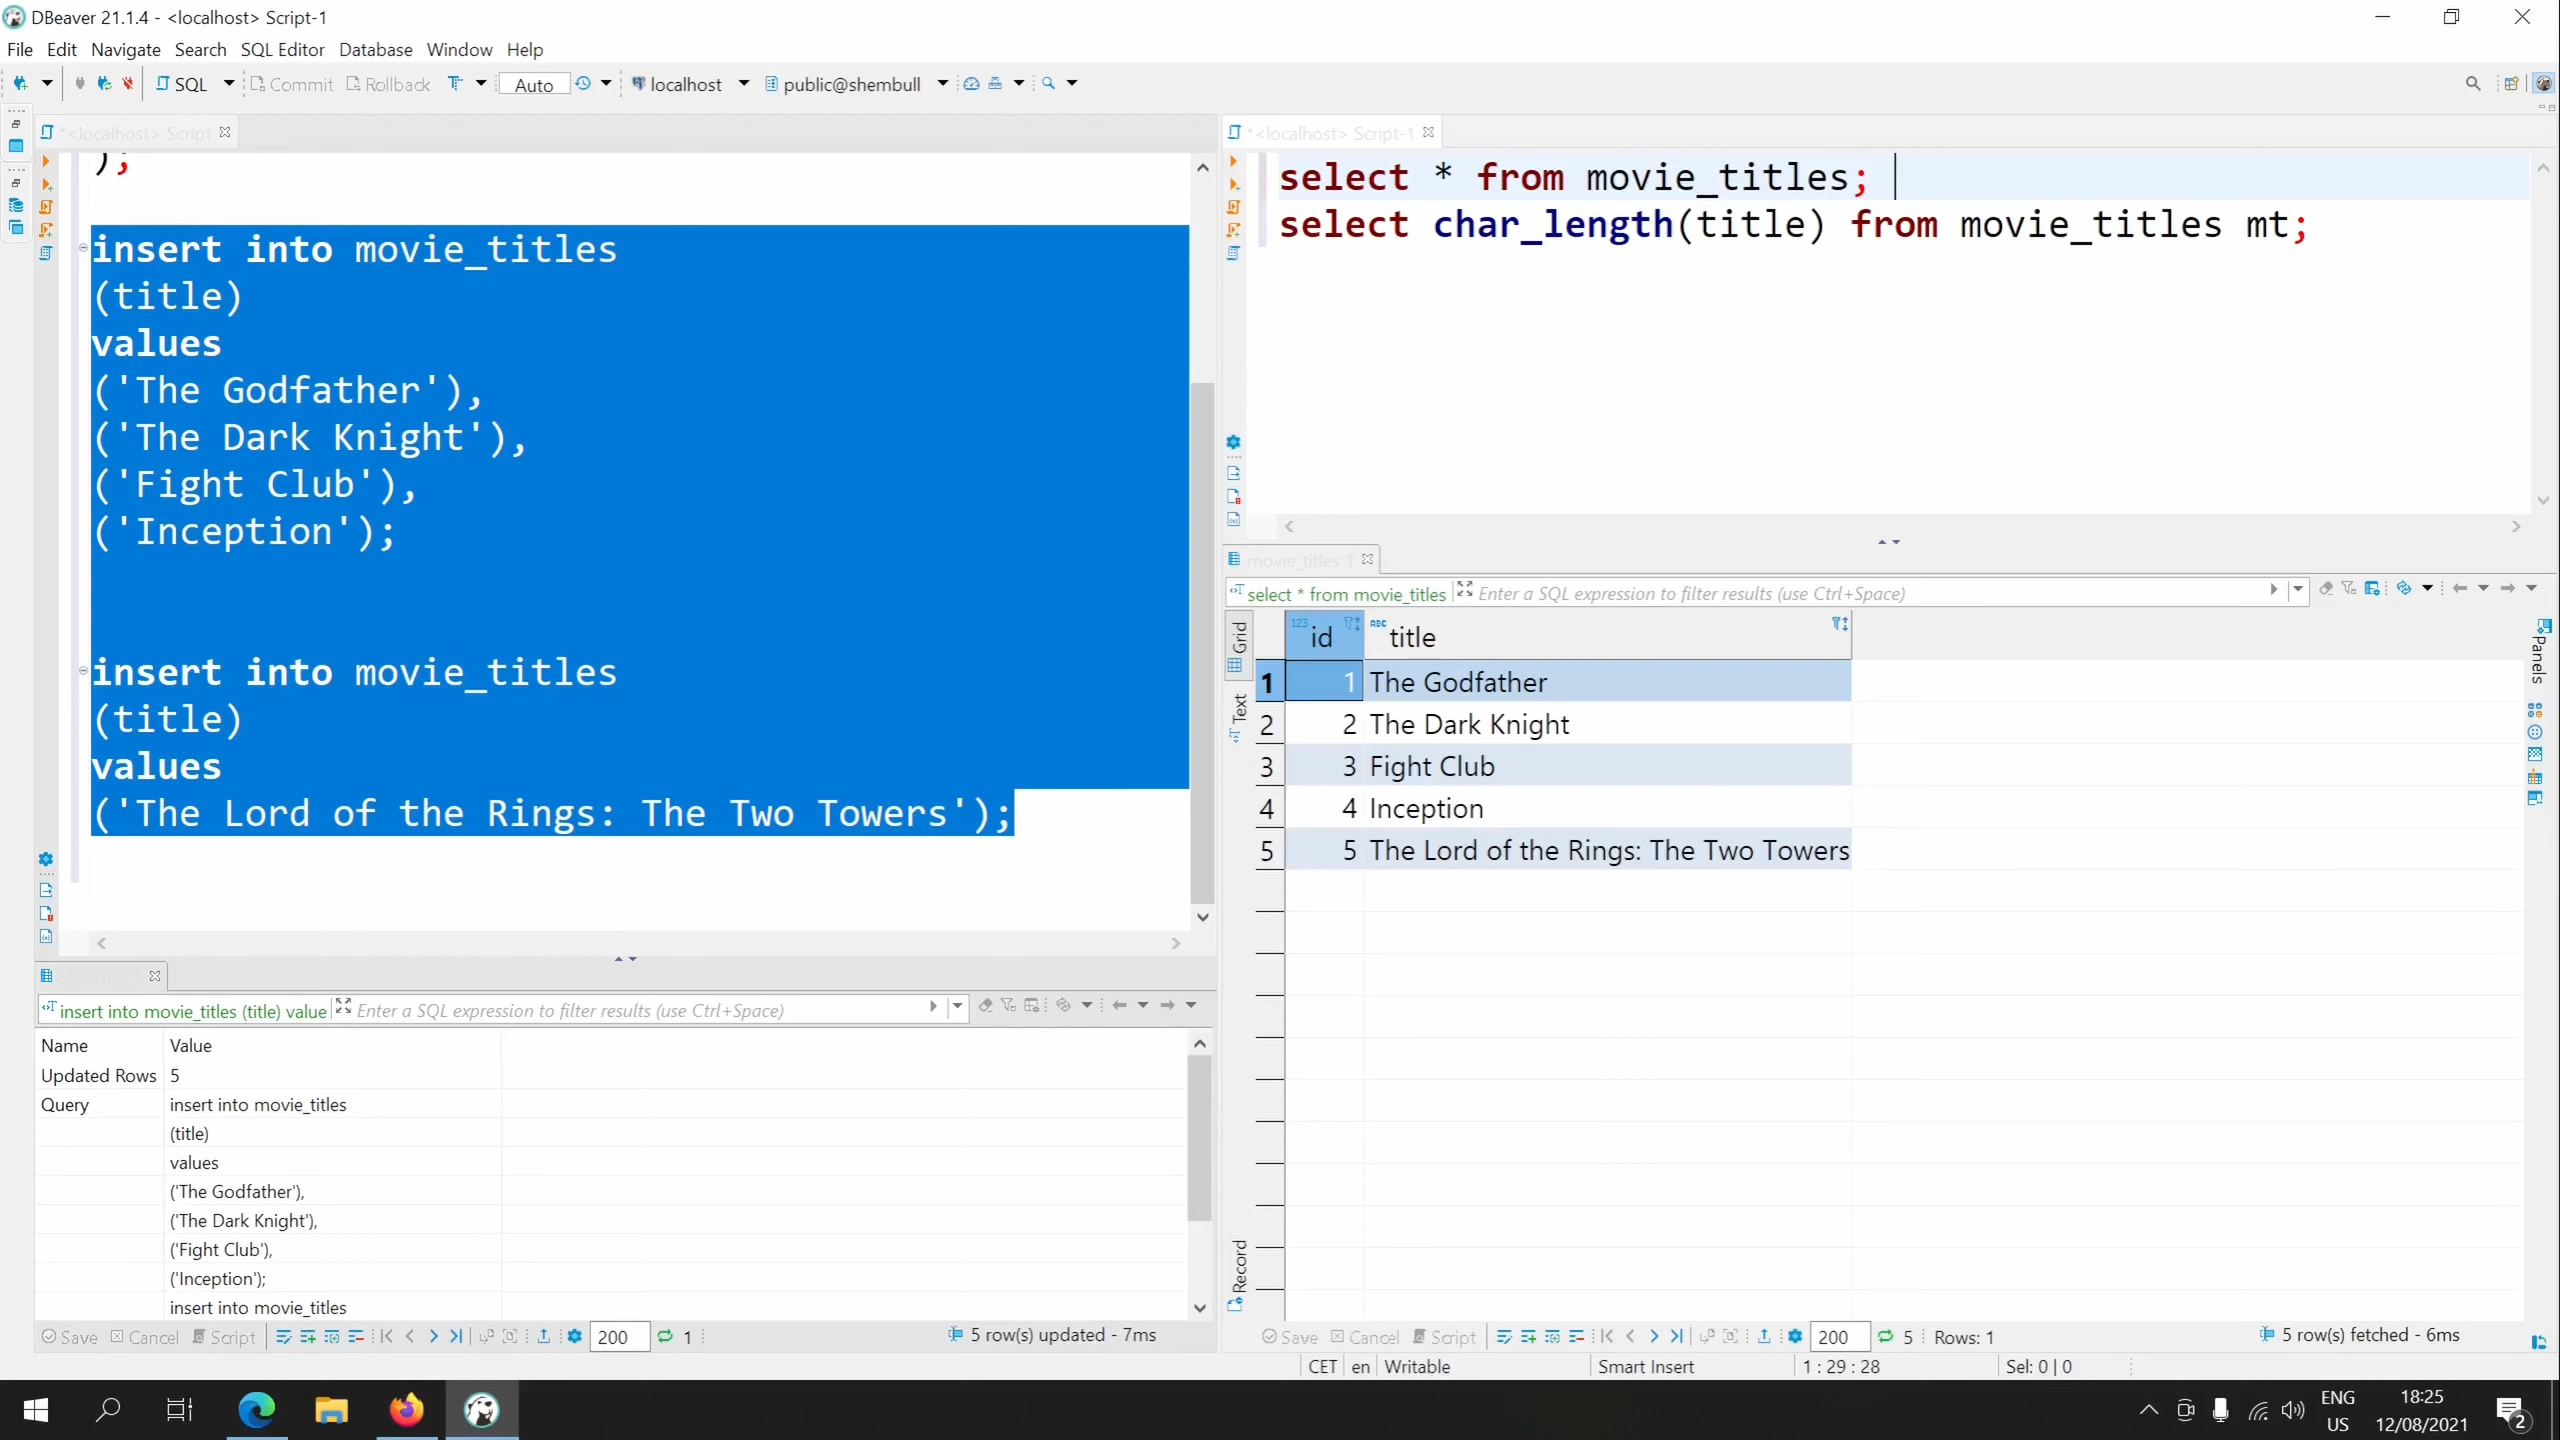 DBeaver 21.1.4 - <localhost> Script-1
File Edit Navigate Search SQL Editor Database Window Help
SQL Commit Rollback Auto localhost public@shembull
*<localhost> Script
);
insert into movie_titles
(title)
values
('The Godfather'),
('The Dark Knight'),
('Fight Club'),
('Inception');
insert into movie_titles
(title)
values
('The Lord of the Rings: The Two Towers');
insert into movie_titles (title) value Enter a SQL expression to filter results (use Ctrl+Space)
Name Value
Updated Rows 5
Query insert into movie_titles
(title)
values
('The Godfather'),
('The Dark Knight'),
('Fight Club'),
('Inception');
insert into movie_titles
Save Cancel Script 200 1 5 row(s) updated - 7ms
*<localhost> Script-1
select * from movie_titles;
select char_length(title) from movie_titles mt;
movie_titles 1
select * from movie_titles Enter a SQL expression to filter results (use Ctrl+Space)
Grid
Text
Record
Panels
123 id ABC title
1 1 The Godfather
2 2 The Dark Knight
3 3 Fight Club
4 4 Inception
5 5 The Lord of the Rings: The Two Towers
Save Cancel Script 200 5 Rows: 1 5 row(s) fetched - 6ms
CET en Writable Smart Insert 1 : 29 : 28 Sel: 0 | 0
ENG
US
18:25
12/08/2021
2